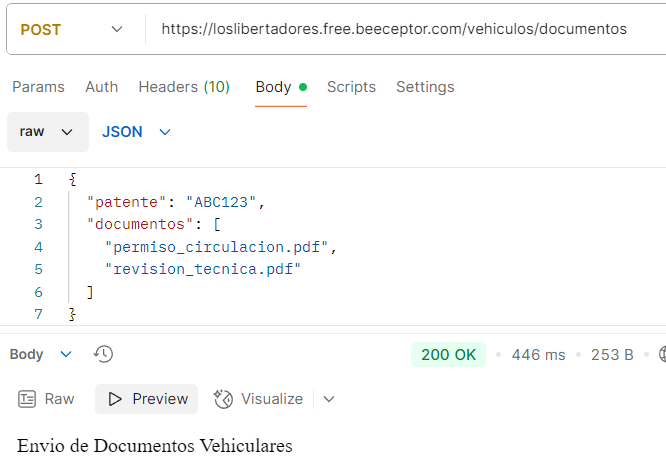 POST https://loslibertadores.free.beeceptor.com/vehiculos/documentos
Params Auth Headers (10) Body Scripts Settings
raw JSON
1 {
2 "patente": "ABC123",
3 "documentos": [
4 "permiso_circulacion.pdf",
5 "revision_tecnica.pdf"
6 ]
7 }
Body 200 OK 446 ms 253 B
Raw Preview Visualize
Envio de Documentos Vehiculares